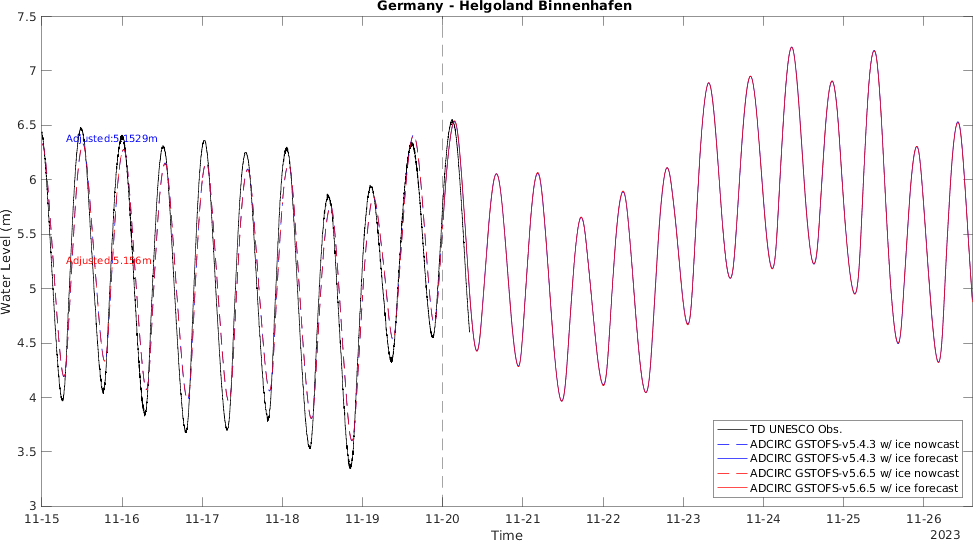 Germany - Helgoland Binnenhafen
7.5
7
6.5
6
5.5
5
4.5
4
3.5
3
Water Level (m)
Adjusted:5.1529m
Adjusted:5.156m
TD UNESCO Obs.
ADCIRC GSTOFS-v5.4.3 w/ ice nowcast
ADCIRC GSTOFS-v5.4.3 w/ ice forecast
ADCIRC GSTOFS-v5.6.5 w/ ice nowcast
ADCIRC GSTOFS-v5.6.5 w/ ice forecast
11-15 11-16 11-17 11-18 11-19 11-20 11-21 11-22 11-23 11-24 11-25 11-26
Time
2023